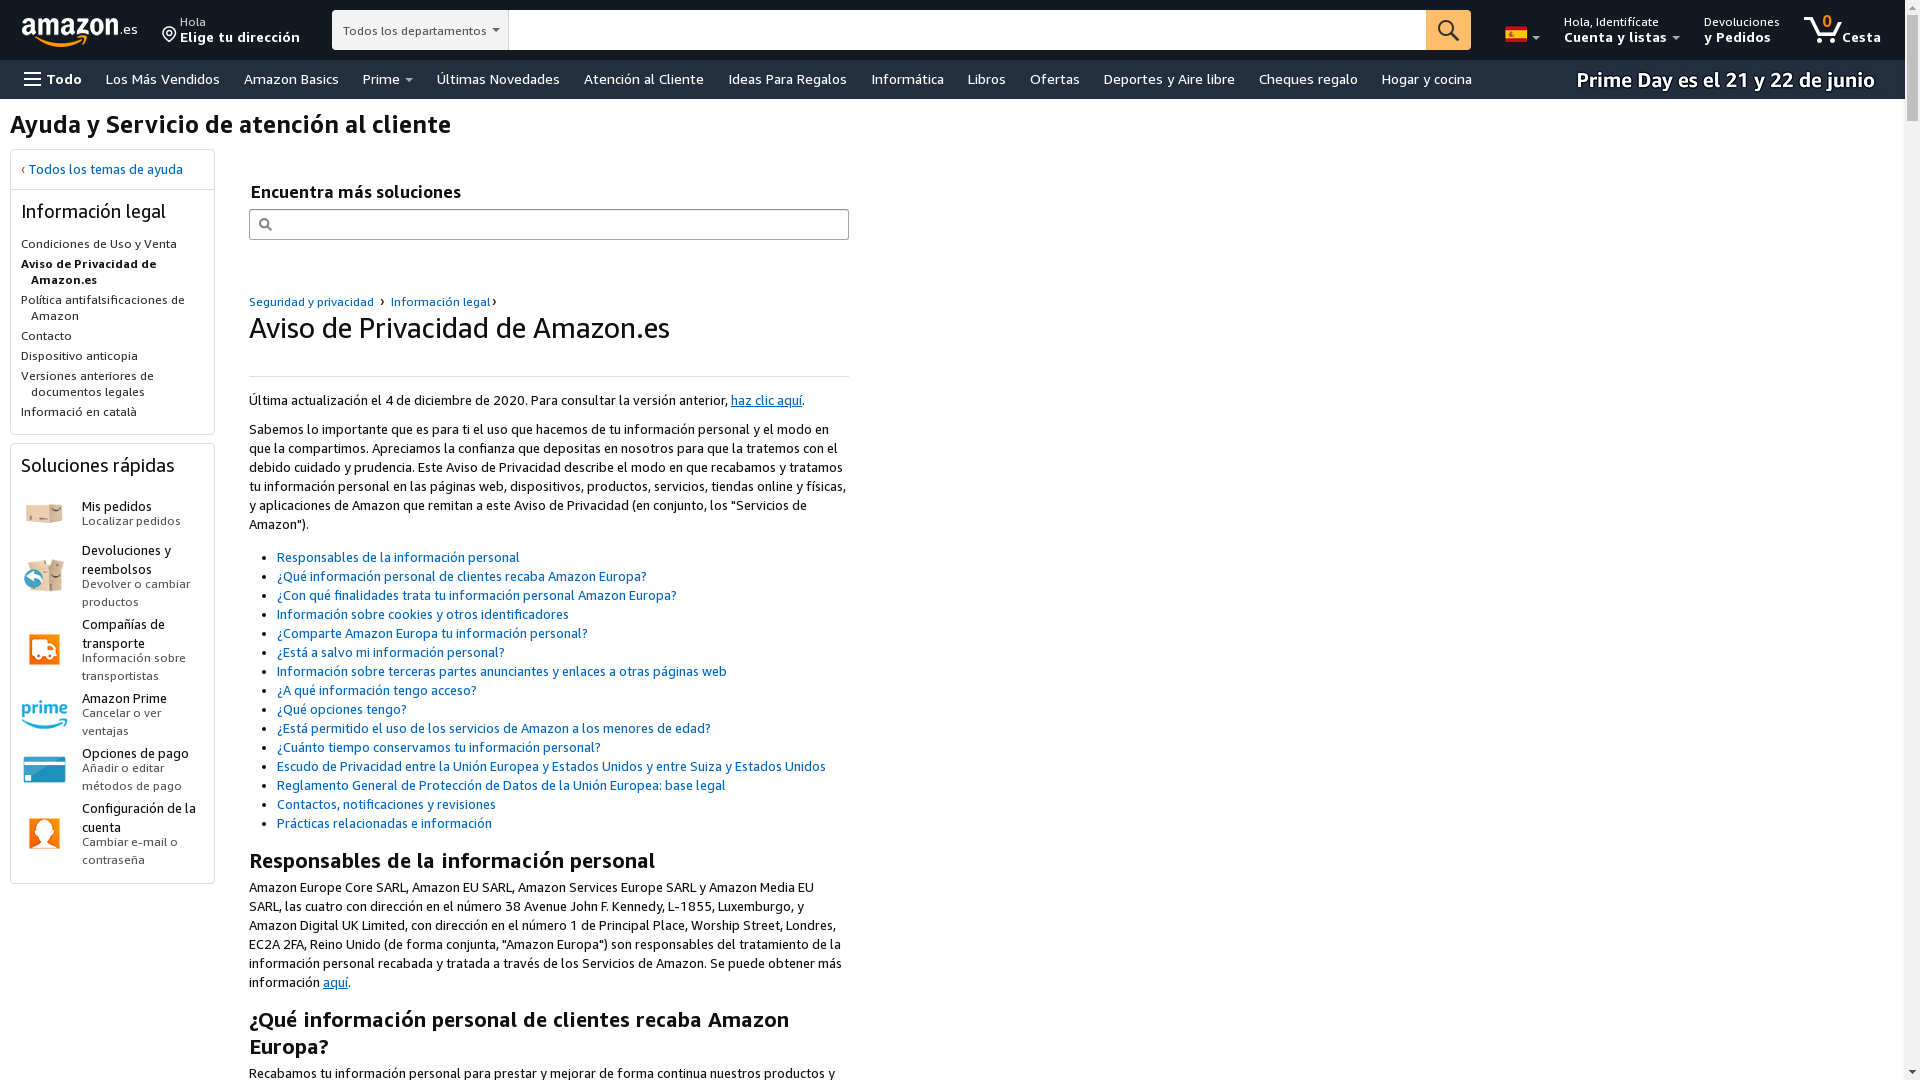 amazon.es
Hola
Elige tu dirección
Todos los departamentos
Hola, Identifícate
Cuenta y listas
Devoluciones
y Pedidos
0
Cesta
Todo
Los Más Vendidos
Amazon Basics
Prime
Últimas Novedades
Atención al Cliente
Ideas Para Regalos
Informática
Libros
Ofertas
Deportes y Aire libre
Cheques regalo
Hogar y cocina
Prime Day es el 21 y 22 de junio
Ayuda y Servicio de atención al cliente
‹ Todos los temas de ayuda
Información legal
Condiciones de Uso y Venta
Aviso de Privacidad de
Amazon.es
Política antifalsificaciones de
Amazon
Contacto
Dispositivo anticopia
Versiones anteriores de
documentos legales
Informació en català
Soluciones rápidas
Mis pedidos
Localizar pedidos
Devoluciones y
reembolsos
Devolver o cambiar
productos
Compañías de
transporte
Información sobre
transportistas
prime
Amazon Prime
Cancelar o ver
ventajas
Opciones de pago
Añadir o editar
métodos de pago
Configuración de la
cuenta
Cambiar e-mail o
contraseña
Encuentra más soluciones
Seguridad y privacidad › Información legal ›
Aviso de Privacidad de Amazon.es
Última actualización el 4 de diciembre de 2020. Para consultar la versión anterior, haz clic aquí.
Sabemos lo importante que es para ti el uso que hacemos de tu información personal y el modo en
que la compartimos. Apreciamos la confianza que depositas en nosotros para que la tratemos con el
debido cuidado y prudencia. Este Aviso de Privacidad describe el modo en que recabamos y tratamos
tu información personal en las páginas web, dispositivos, productos, servicios, tiendas online y físicas,
y aplicaciones de Amazon que remitan a este Aviso de Privacidad (en conjunto, los "Servicios de
Amazon").
• Responsables de la información personal
• ¿Qué información personal de clientes recaba Amazon Europa?
• ¿Con qué finalidades trata tu información personal Amazon Europa?
• Información sobre cookies y otros identificadores
• ¿Comparte Amazon Europa tu información personal?
• ¿Está a salvo mi información personal?
• Información sobre terceras partes anunciantes y enlaces a otras páginas web
• ¿A qué información tengo acceso?
• ¿Qué opciones tengo?
• ¿Está permitido el uso de los servicios de Amazon a los menores de edad?
• ¿Cuánto tiempo conservamos tu información personal?
• Escudo de Privacidad entre la Unión Europea y Estados Unidos y entre Suiza y Estados Unidos
• Reglamento General de Protección de Datos de la Unión Europea: base legal
• Contactos, notificaciones y revisiones
• Prácticas relacionadas e información
Responsables de la información personal
Amazon Europe Core SARL, Amazon EU SARL, Amazon Services Europe SARL y Amazon Media EU
SARL, las cuatro con dirección en el número 38 Avenue John F. Kennedy, L-1855, Luxemburgo, y
Amazon Digital UK Limited, con dirección en el número 1 de Principal Place, Worship Street, Londres,
EC2A 2FA, Reino Unido (de forma conjunta, "Amazon Europa") son responsables del tratamiento de la
información personal recabada y tratada a través de los Servicios de Amazon. Se puede obtener más
información aquí.
¿Qué información personal de clientes recaba Amazon
Europa?
Recabamos tu información personal para prestar y mejorar de forma continua nuestros productos y